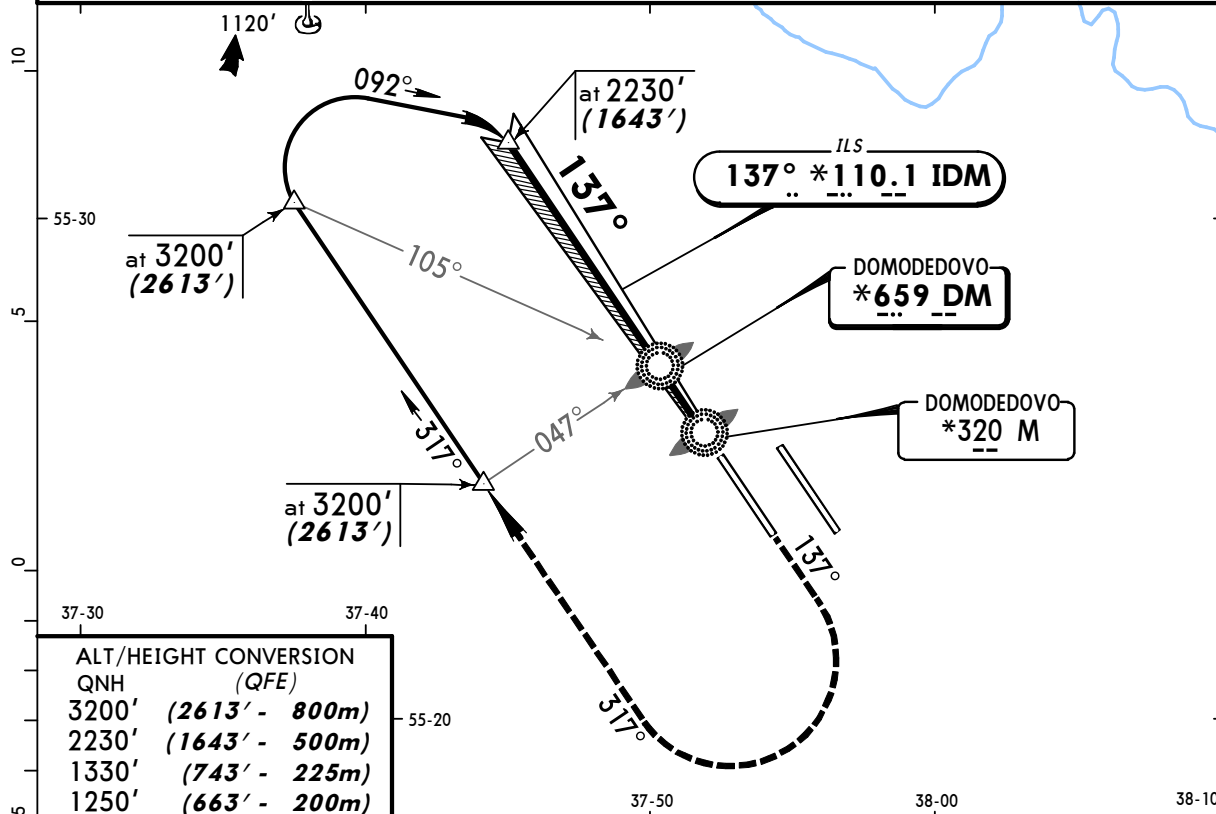 1120'
10
092°
at 2230'
(1643')
137°
ILS
137° *110.1 IDM
55-30
at 3200'
(2613')
105°
DOMODEDOVO
*659 DM
5
DOMODEDOVO
*320 M
047°
317°
at 3200'
(2613')
0
137°
37-30
37-40
ALT/HEIGHT CONVERSION
QNH (QFE)
3200' (2613' - 800m)
2230' (1643' - 500m)
1330' (743' - 225m)
1250' (663' - 200m)
55-20
317°
5
37-50
38-00
38-10